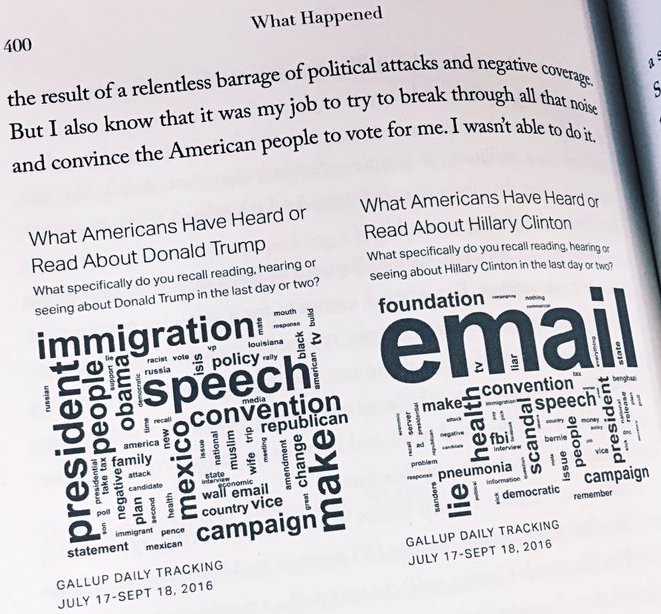 400
What Happened
the result of a relentless barrage of political attacks and negative coverage.
But I also know that it was my job to try to break through all that noise
and convince the American people to vote for me. I wasn't able to do it.
What Americans Have Heard or
Read About Donald Trump
What specifically do you recall reading, hearing or
seeing about Donald Trump in the last day or two?
immigration
mate
mouth
response
build
russian
president
people
lie
support
obama
democratic
racist
vote
russia
vp
isis
louisiana
policy
rally
black
american
tv
speech
media
convention
time
recall
new
america
republican
mexico
issue
national
muslim
wife
trip
meeting
ad
amendment
change
great
make
presidential
take
tax
negative
family
attack
candidate
plan
second
health
state
interview
economic
wall
email
country
vice
poll
son
immigrant
pence
campaign
statement
mexican
GALLUP DAILY TRACKING
JULY 17-SEPT 18, 2016
What Americans Have Heard or
Read About Hillary Clinton
What specifically do you recall reading, hearing or
seeing about Hillary Clinton in the last day or two?
foundation
campaigning
nothing
commercial
email
tv
liar
everything
state
tax
benghazi
make
health
convention
immigration
speech
president
release
server
recall
ad
attack
negative
republican
fbi
interview
scandal
country
money
bernie
policy
vice
problem
response
pneumonia
information
issue
people
lie
sanders
sick
democratic
campaign
remember
GALLUP DAILY TRACKING
JULY 17-SEPT 18, 2016